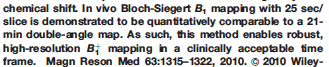 chemical shift. In vivo Bloch-Siegert B1 mapping with 25 sec/
slice is demonstrated to be quantitatively comparable to a 21-
min double-angle map. As such, this method enables robust,
high-resolution B1+ mapping in a clinically acceptable time
frame. Magn Reson Med 63:1315–1322, 2010. © 2010 Wiley-